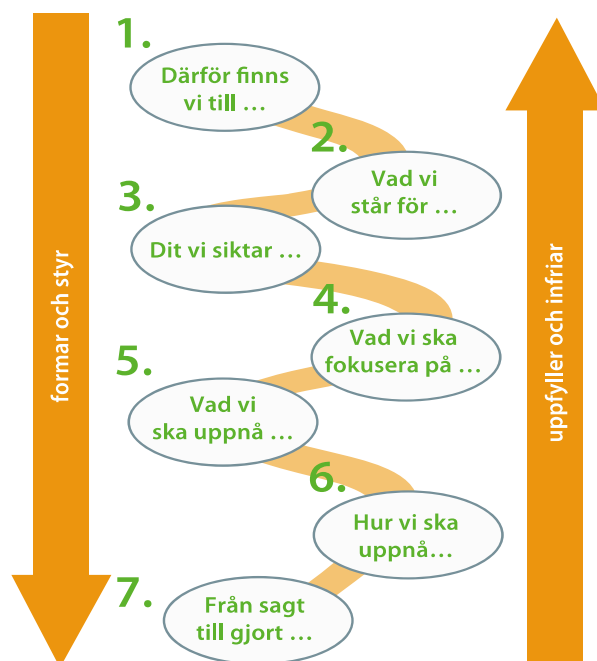 1.
Därför finns
vi till …
2.
Vad vi
står för …
3.
Dit vi siktar …
4.
Vad vi ska
fokusera på …
5.
Vad vi
ska uppnå …
6.
Hur vi ska
uppnå…
7.
Från sagt
till gjort …
formar och styr
uppfyller och infriar